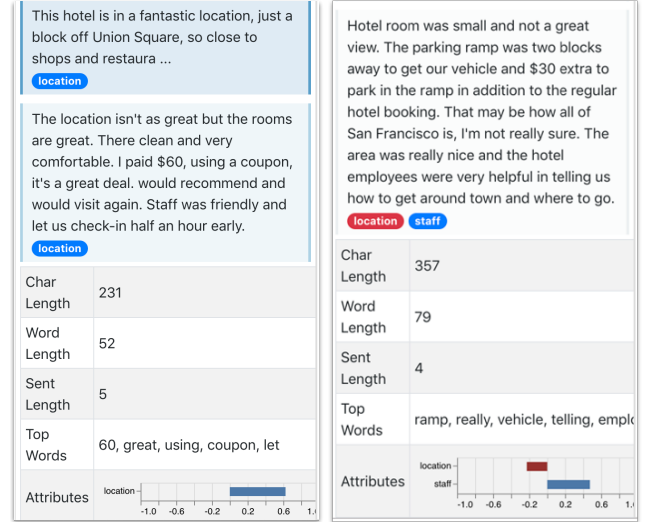 This hotel is in a fantastic location, just a
block off Union Square, so close to
shops and restaura ...
location
The location isn't as great but the rooms
are great. There clean and very
comfortable. I paid $60, using a coupon,
it's a great deal. would recommend and
would visit again. Staff was friendly and
let us check-in half an hour early.
location
Char
Length
231
Word
Length
52
Sent
Length
5
Top
Words
60, great, using, coupon, let
Attributes
location
-1.0 -0.6 -0.2 0.2 0.6 1.
Hotel room was small and not a great
view. The parking ramp was two blocks
away to get our vehicle and $30 extra to
park in the ramp in addition to the regular
hotel booking. That may be how all of
San Francisco is, I'm not really sure. The
area was really nice and the hotel
employees were very helpful in telling us
how to get around town and where to go.
location staff
Char
Length
357
Word
Length
79
Sent
Length
4
Top
Words
ramp, really, vehicle, telling, emplo
Attributes
location
staff
-1.0 -0.6 -0.2 0.2 0.6 1.0